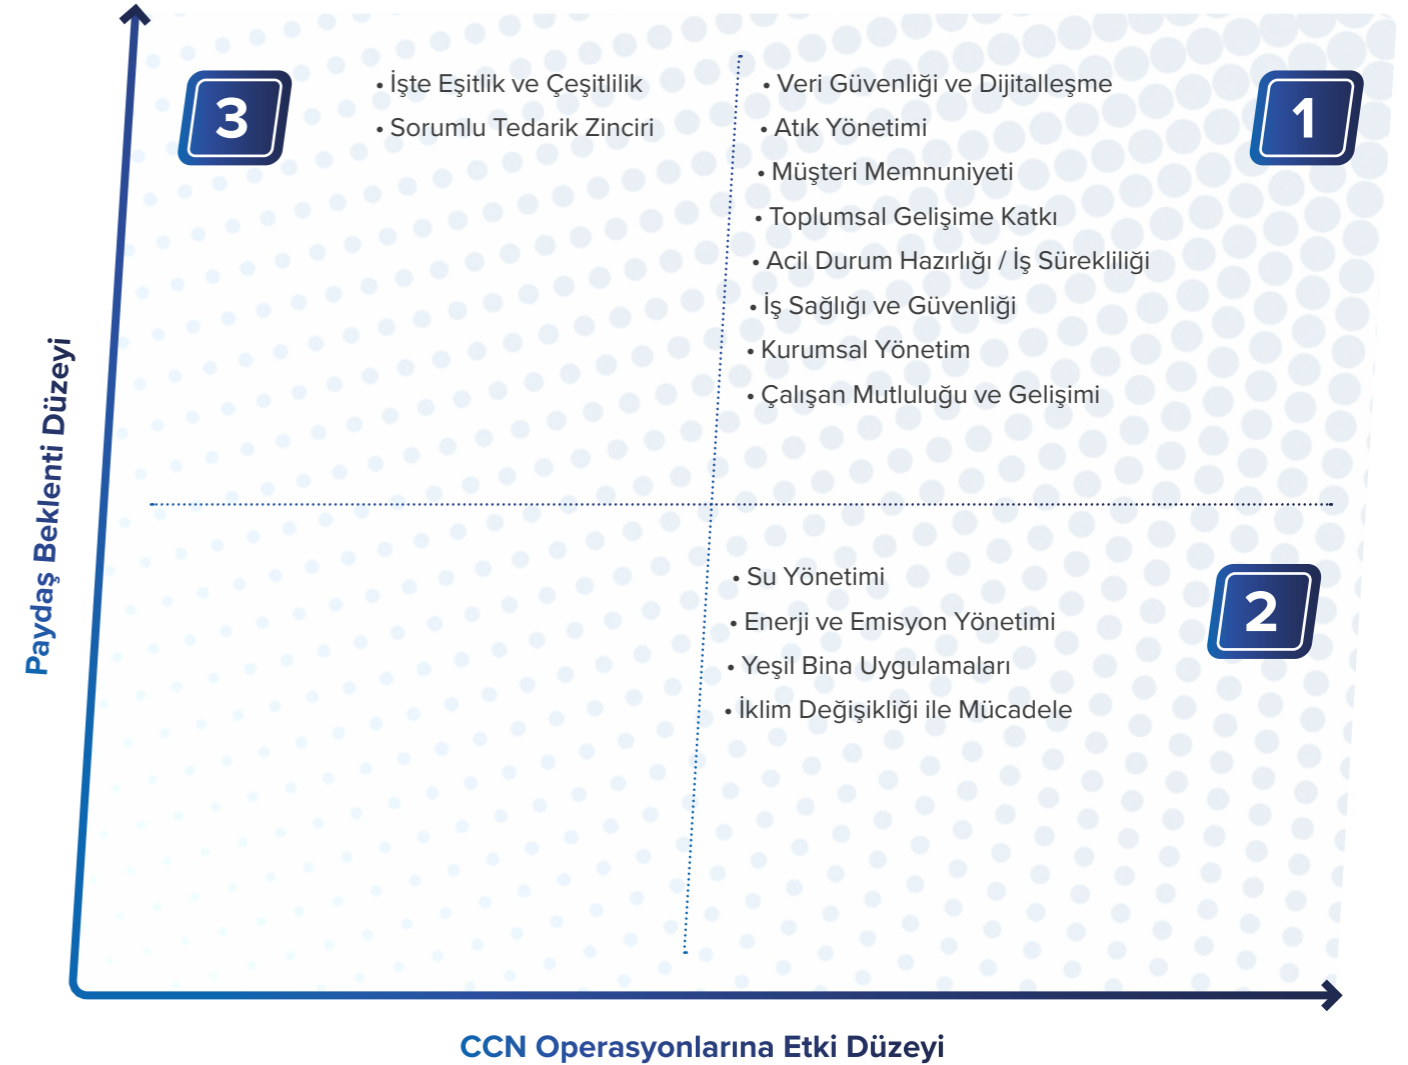 3
• İşte Eşitlik ve Çeşitlilik
• Sorumlu Tedarik Zinciri
1
• Veri Güvenliği ve Dijitalleşme
• Atık Yönetimi
• Müşteri Memnuniyeti
• Toplumsal Gelişime Katkı
• Acil Durum Hazırlığı / İş Sürekliliği
• İş Sağlığı ve Güvenliği
• Kurumsal Yönetim
• Çalışan Mutluluğu ve Gelişimi
2
• Su Yönetimi
• Enerji ve Emisyon Yönetimi
• Yeşil Bina Uygulamaları
• İklim Değişikliği ile Mücadele
Paydaş Beklenti Düzeyi
CCN Operasyonlarına Etki Düzeyi